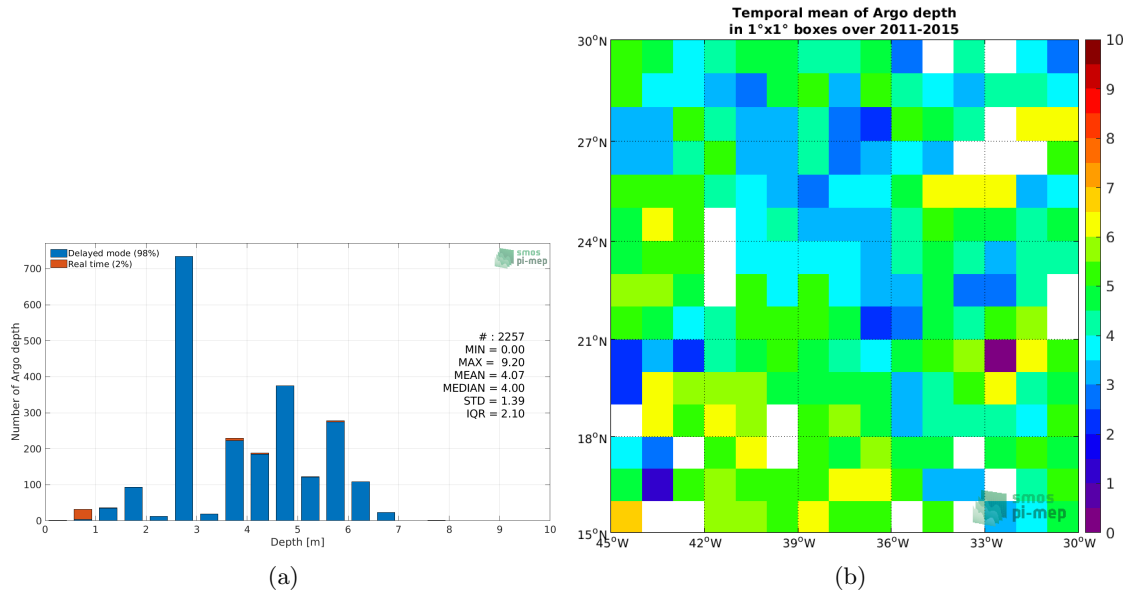 Delayed mode (98%)
Real time (2%)
smos
pi-mep
# : 2257
MIN = 0.00
MAX = 9.20
MEAN = 4.07
MEDIAN = 4.00
STD = 1.39
IQR = 2.10
Number of Argo depth
700
600
500
400
300
200
100
0
0 1 2 3 4 5 6 7 8 9 10
Depth [m]
(a)
Temporal mean of Argo depth
in 1°x1° boxes over 2011-2015
30°N
27°N
24°N
21°N
18°N
15°N
45°W 42°W 39°W 36°W 33°W 30°W
smos
pi-mep
10
9
8
7
6
5
4
3
2
1
0
(b)